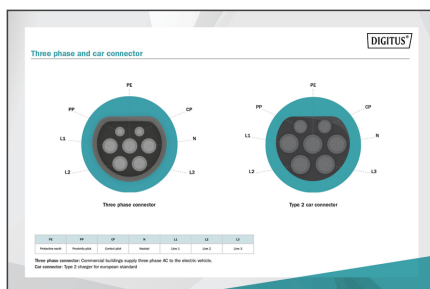 DIGITUS®
Three phase and car connector
PE
PP
CP
L1
N
L2
L3
Three phase connector
PE
PP
CP
L1
N
L2
L3
Type 2 car connector
PE PP CP N L1 L2 L3
Protective earth Proximity pilot Control pilot Neutral Line 1 Line 2 Line 3
Three phase connector: Commercial buildings supply three phase AC to the electric vehicle.
Car connector: Type 2 charger for european standard